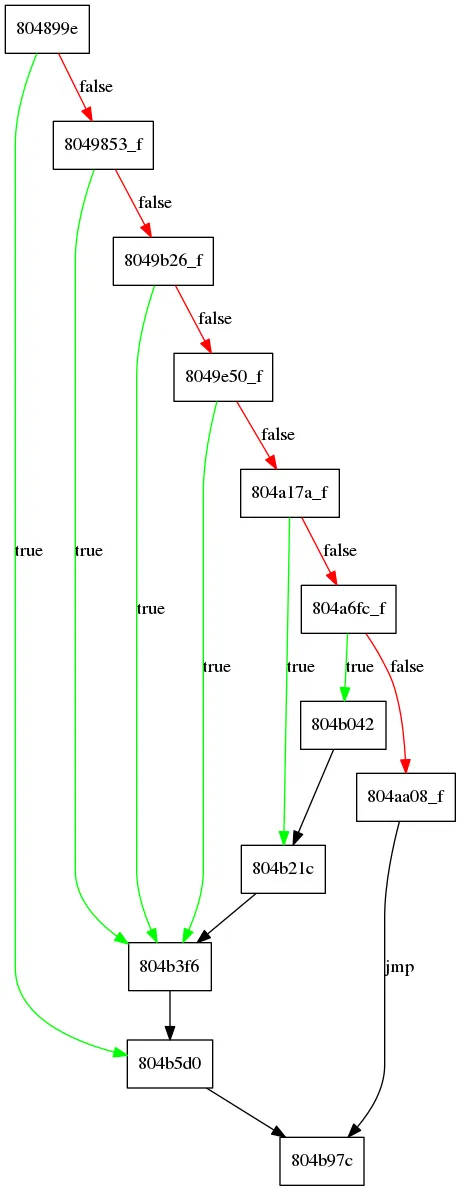 804899e
false
8049853_f
false
8049b26_f
false
8049e50_f
false
804a17a_f
true
true
false
804a6fc_f
true
true
true
true
false
804b042
804aa08_f
804b21c
804b3f6
jmp
804b5d0
804b97c